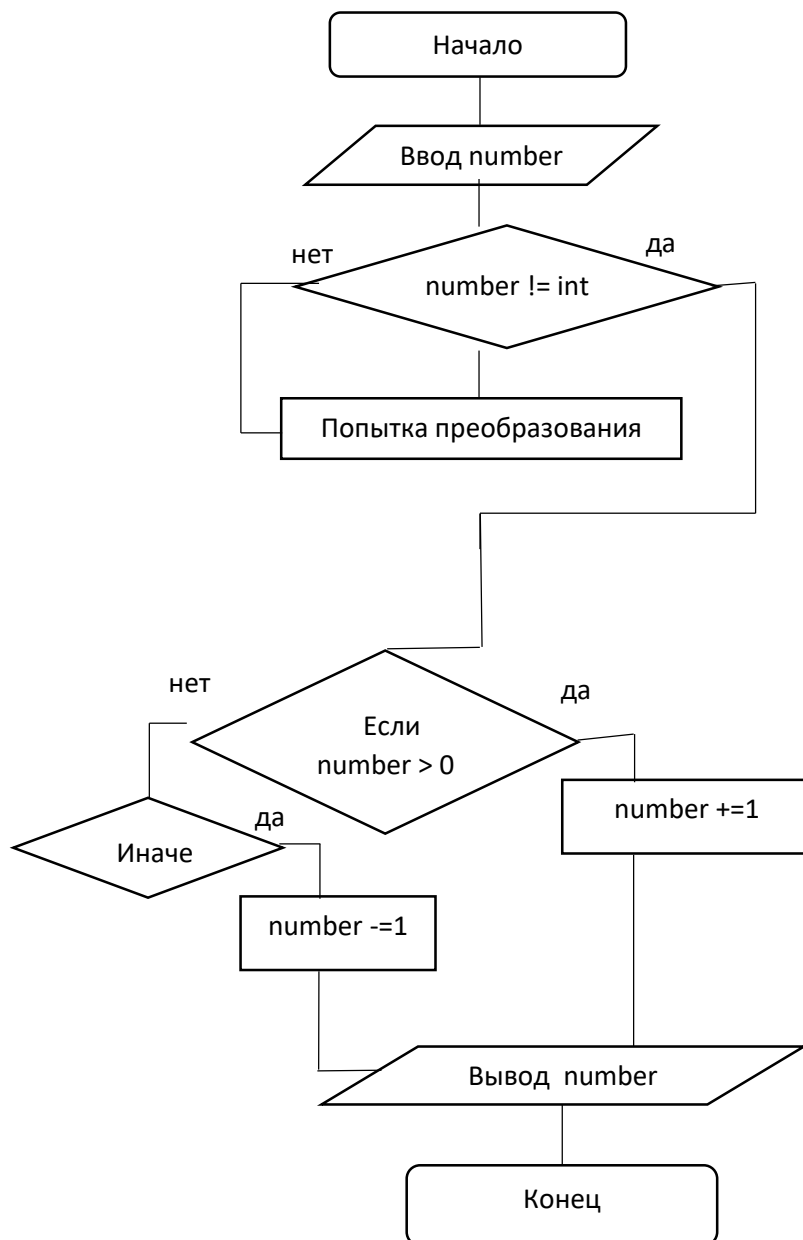 Начало
Ввод number
нет
да
number != int
Попытка преобразования
нет
да
Если
number > 0
number +=1
да
Иначе
number -=1
Вывод number
Конец